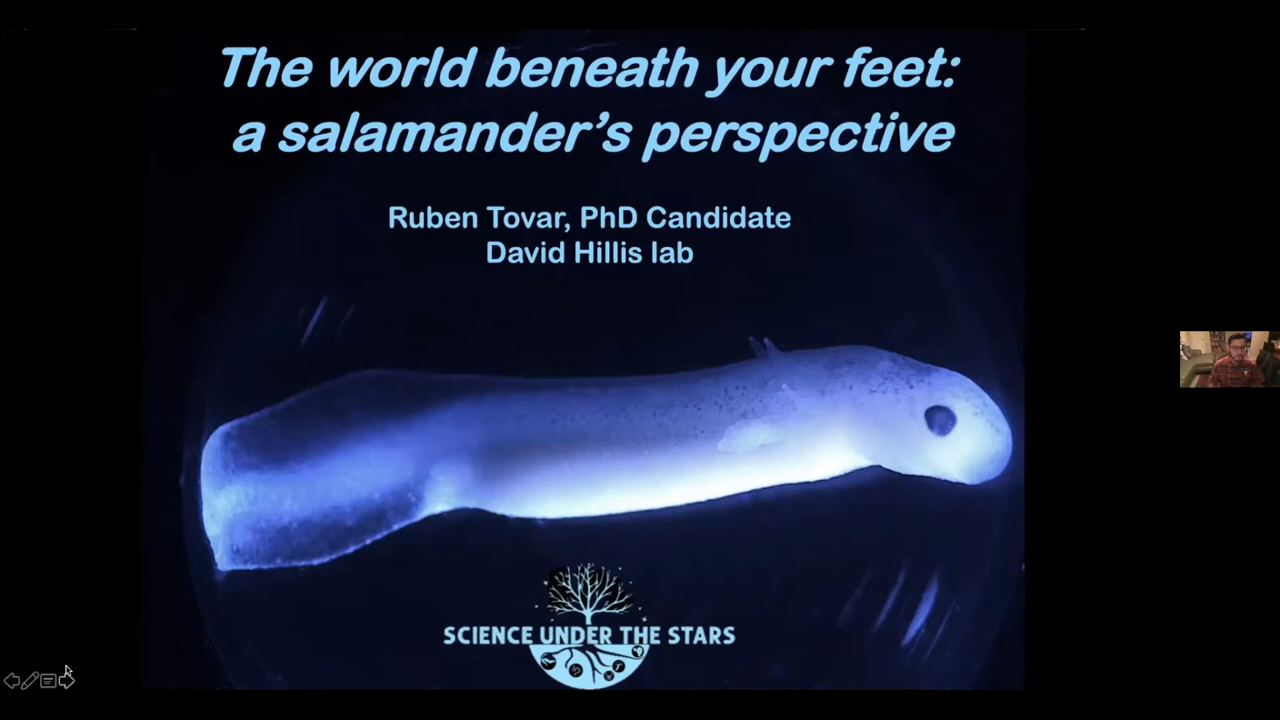 The world beneath your feet:
a salamander's perspective
Ruben Tovar, PhD Candidate
David Hillis lab
SCIENCE UNDER THE STARS